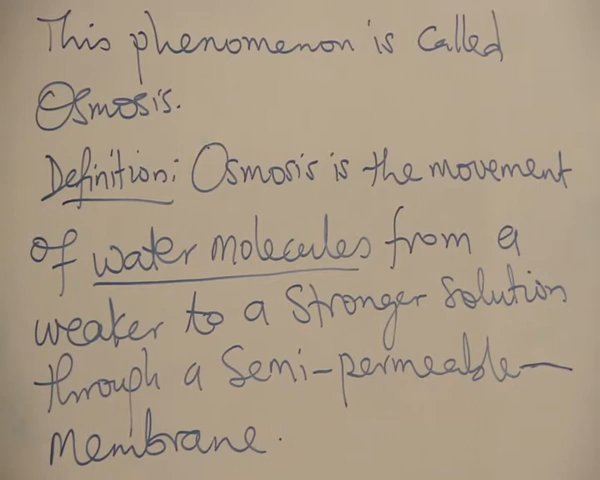 This phenomenon is called
Osmosis.
Definition: Osmosis is the movement
of water molecules from a
weaker to a Stronger Solution
through a Semi-permeable-
Membrane.